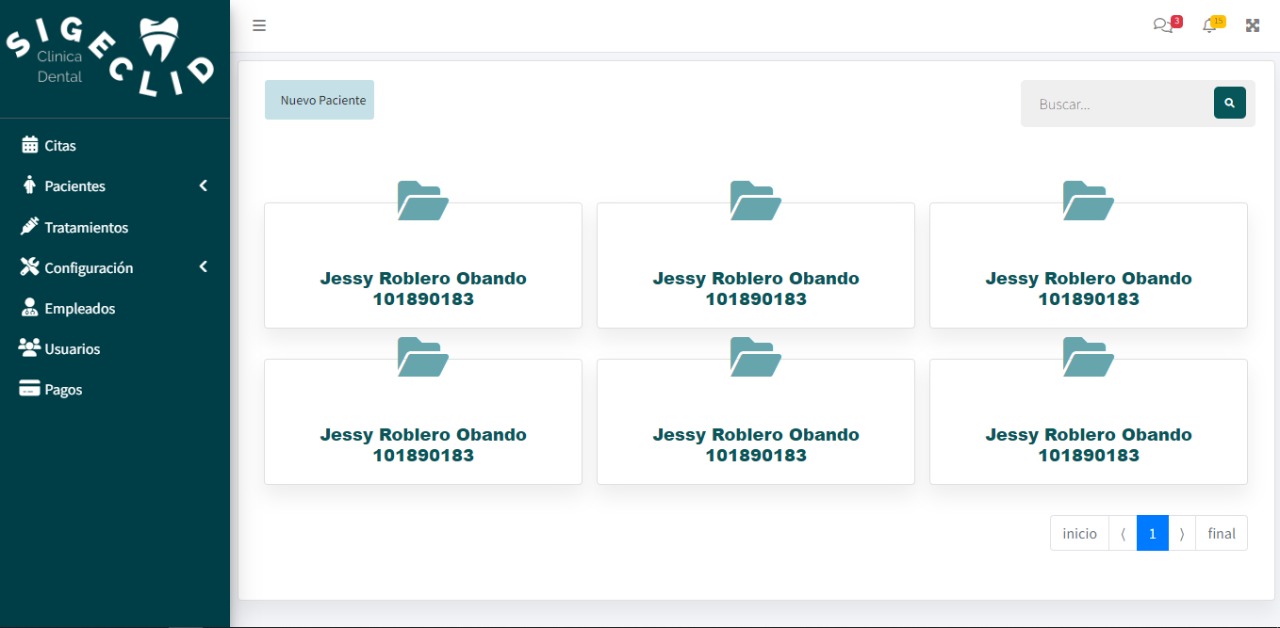 SIGECLID
Clinica
Dental
3
15
Citas
Pacientes
Tratamientos
Configuración
Empleados
Usuarios
Pagos
Nuevo Paciente
Buscar...
Jessy Roblero Obando
101890183
Jessy Roblero Obando
101890183
Jessy Roblero Obando
101890183
Jessy Roblero Obando
101890183
Jessy Roblero Obando
101890183
Jessy Roblero Obando
101890183
inicio ⟨ 1 ⟩ final